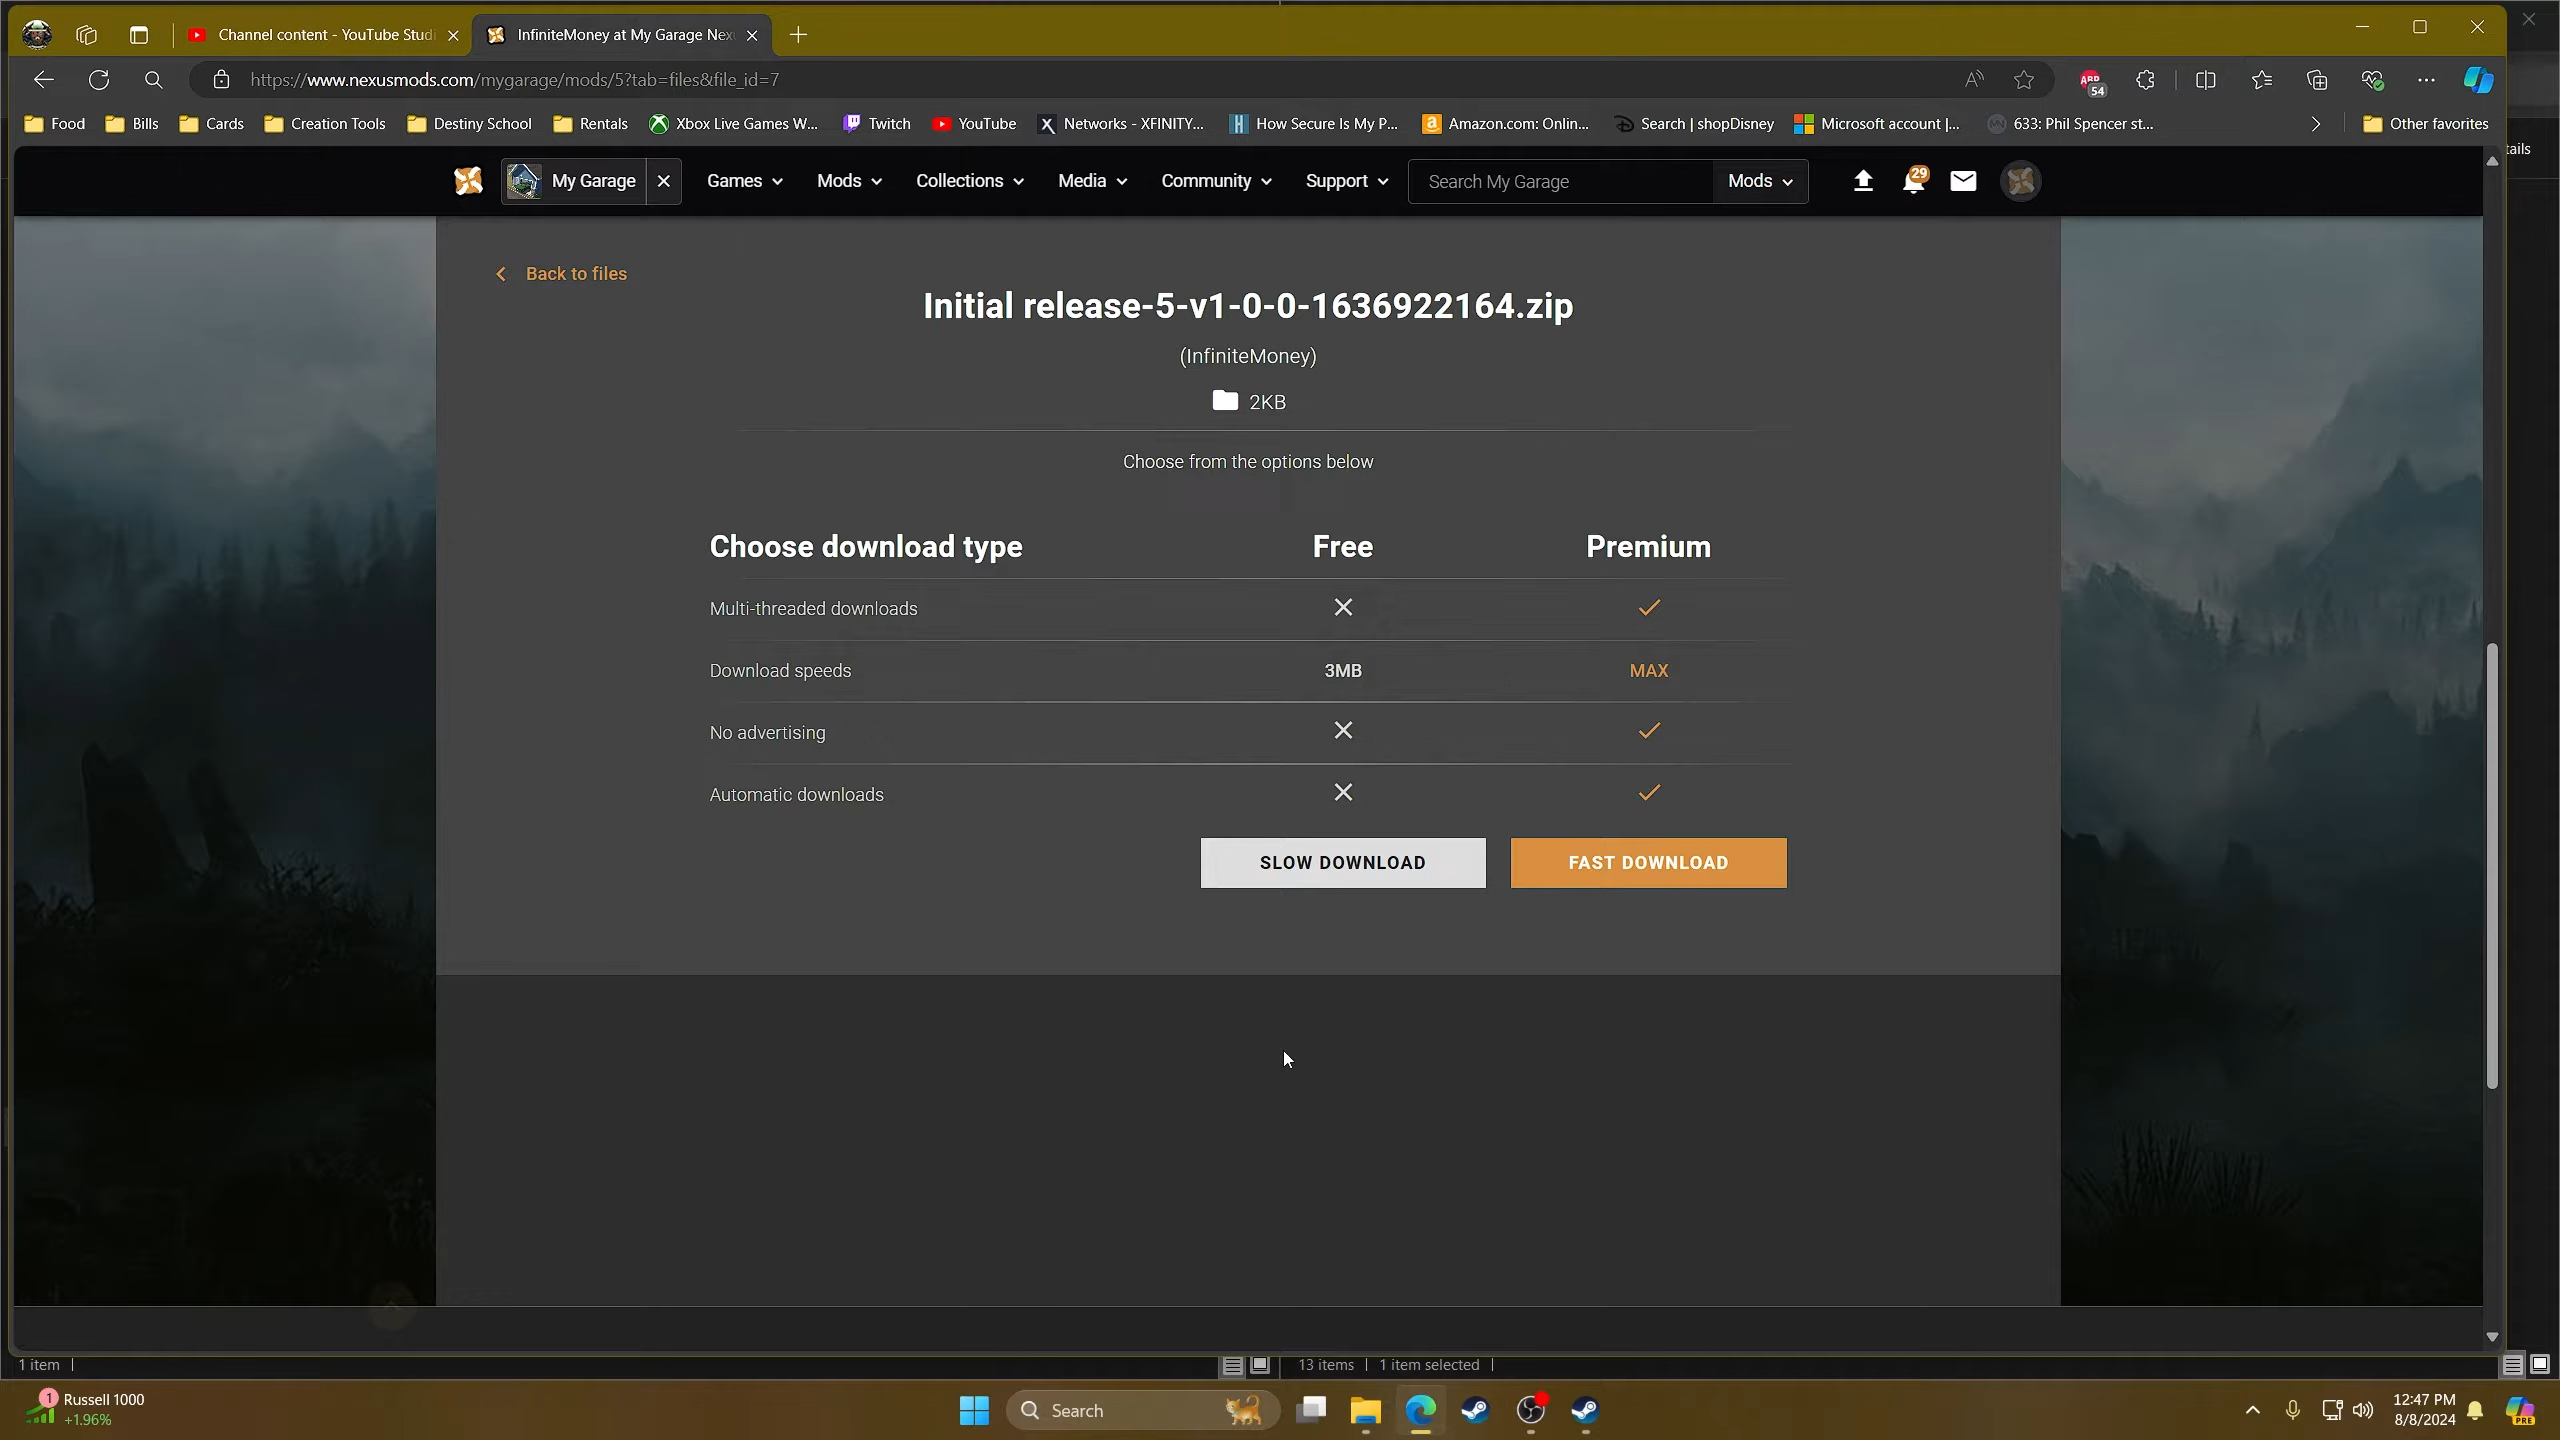 Channel content - YouTube Studi
InfiniteMoney at My Garage Nex
https://www.nexusmods.com/mygarage/mods/5?tab=files&file_id=7
ABP
54
Food
Bills
Cards
Creation Tools
Destiny School
Rentals
Xbox Live Games W...
Twitch
YouTube
Networks - XFINITY...
How Secure Is My P...
Amazon.com: Onlin...
Search | shopDisney
Microsoft account |...
633: Phil Spencer st...
Other favorites
tails
My Garage
Games
Mods
Collections
Media
Community
Support
Search My Garage
Mods
29
Back to files
Initial release-5-v1-0-0-1636922164.zip
(InfiniteMoney)
2KB
Choose from the options below
Choose download type Free Premium
Multi-threaded downloads
Download speeds 3MB MAX
No advertising
Automatic downloads
SLOW DOWNLOAD FAST DOWNLOAD
1 item
13 items 1 item selected
1
Russell 1000
+1.96%
Search
12:47 PM
8/8/2024
PRE